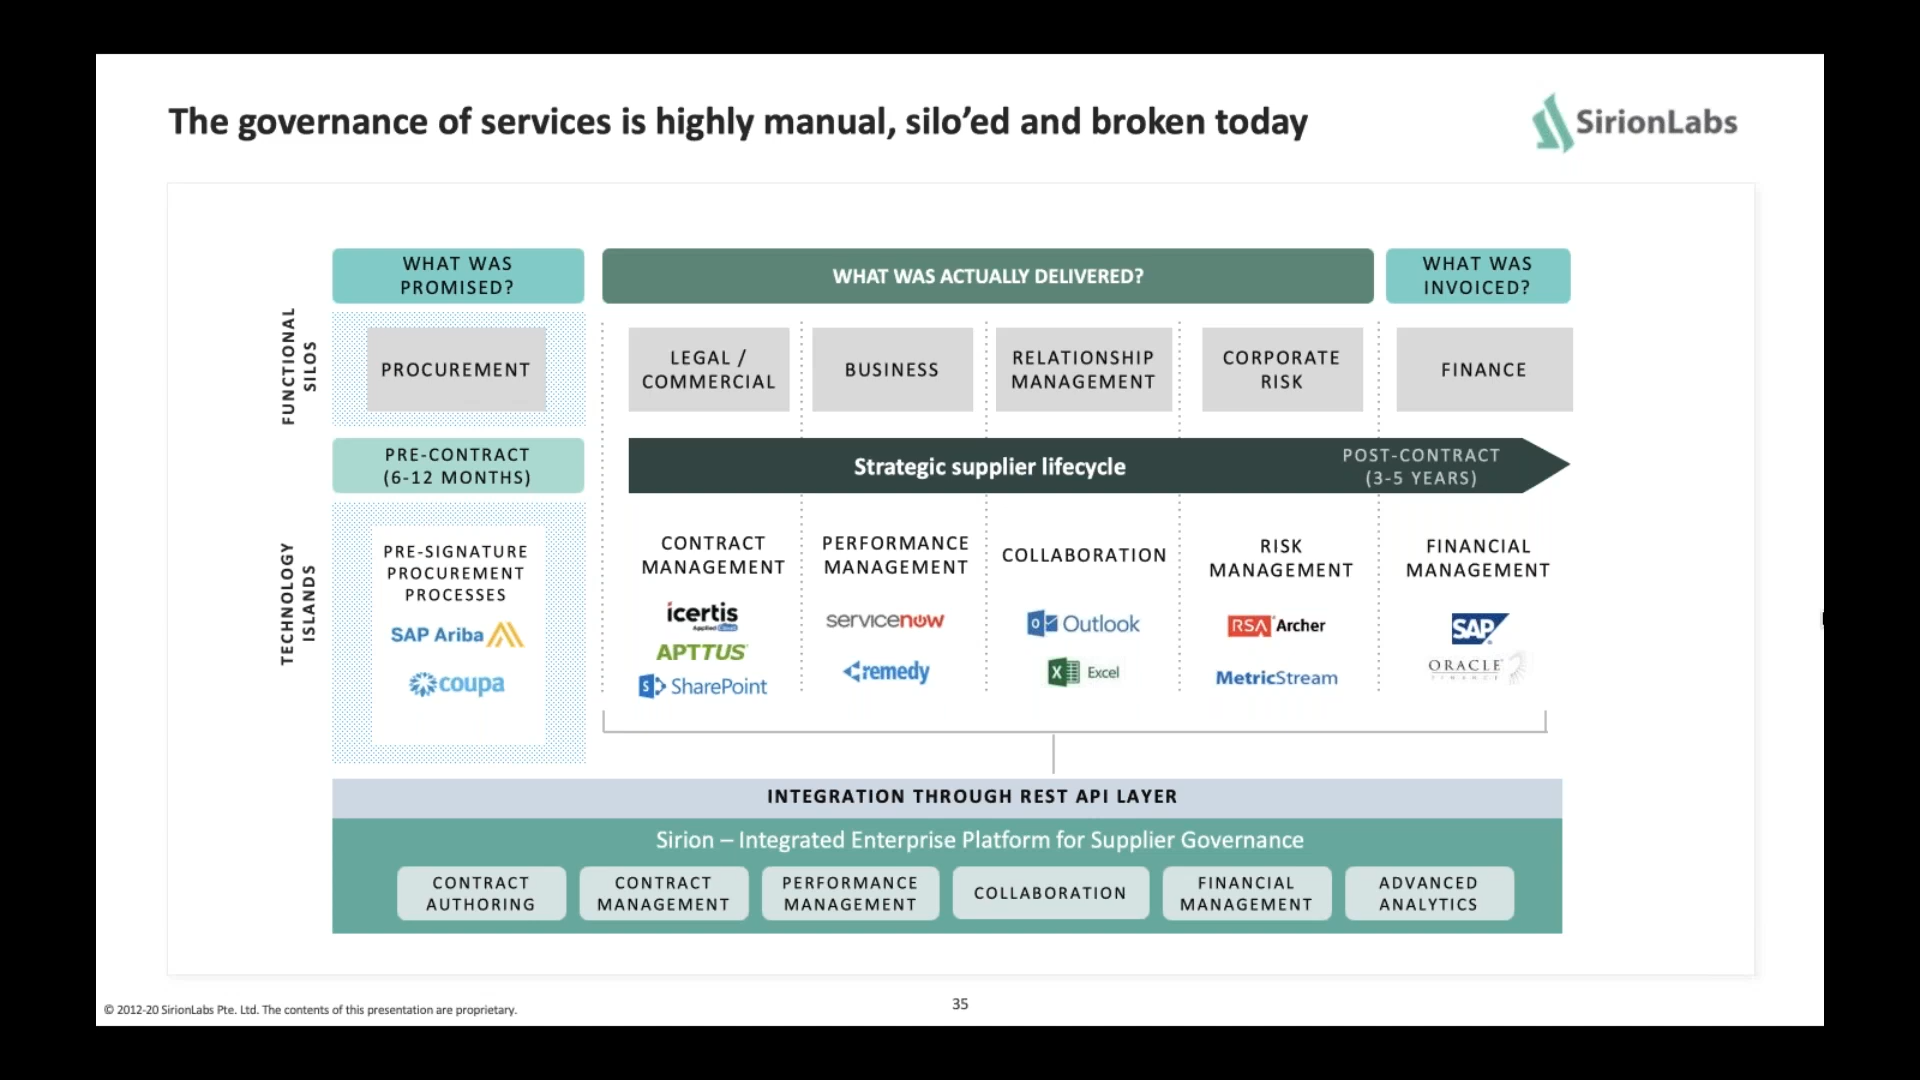 The governance of services is highly manual, silo’ed and broken today
SirionLabs
WHAT WAS
PROMISED?
WHAT WAS ACTUALLY DELIVERED?
WHAT WAS
INVOICED?
FUNCTIONAL
SILOS
PROCUREMENT
LEGAL /
COMMERCIAL
BUSINESS
RELATIONSHIP
MANAGEMENT
CORPORATE
RISK
FINANCE
PRE-CONTRACT
(6-12 MONTHS)
Strategic supplier lifecycle
POST-CONTRACT
(3-5 YEARS)
TECHNOLOGY
ISLANDS
PRE-SIGNATURE
PROCUREMENT
PROCESSES
SAP Ariba
coupa
CONTRACT
MANAGEMENT
icertis
Applied Cloud
APTTUS
SharePoint
PERFORMANCE
MANAGEMENT
servicenow
remedy
COLLABORATION
Outlook
Excel
RISK
MANAGEMENT
RSA Archer
MetricStream
FINANCIAL
MANAGEMENT
SAP
ORACLE
FINANCE
INTEGRATION THROUGH REST API LAYER
Sirion – Integrated Enterprise Platform for Supplier Governance
CONTRACT
AUTHORING
CONTRACT
MANAGEMENT
PERFORMANCE
MANAGEMENT
COLLABORATION
FINANCIAL
MANAGEMENT
ADVANCED
ANALYTICS
© 2012-20 SirionLabs Pte. Ltd. The contents of this presentation are proprietary.
35